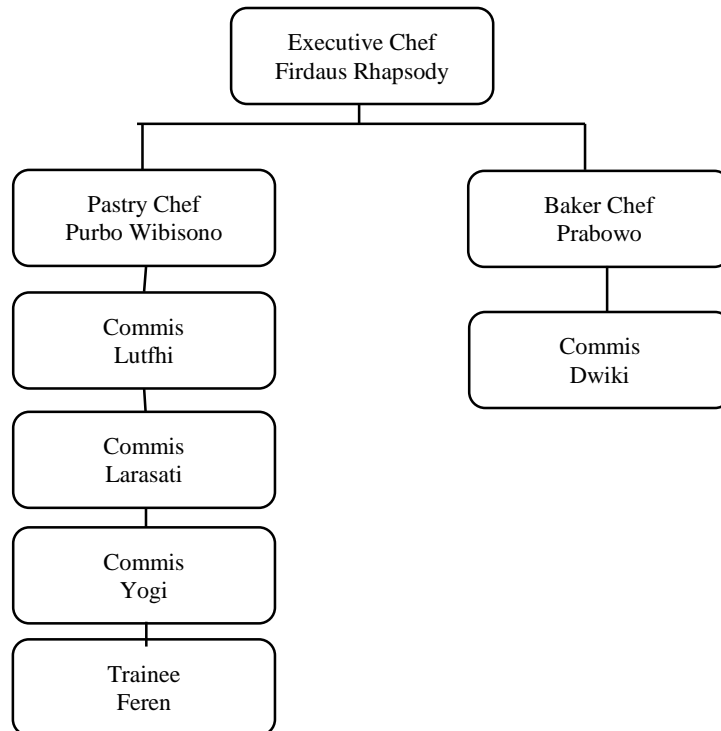 Executive Chef
Firdaus Rhapsody
Pastry Chef
Purbo Wibisono
Baker Chef
Prabowo
Commis
Lutfhi
Commis
Dwiki
Commis
Larasati
Commis
Yogi
Trainee
Feren